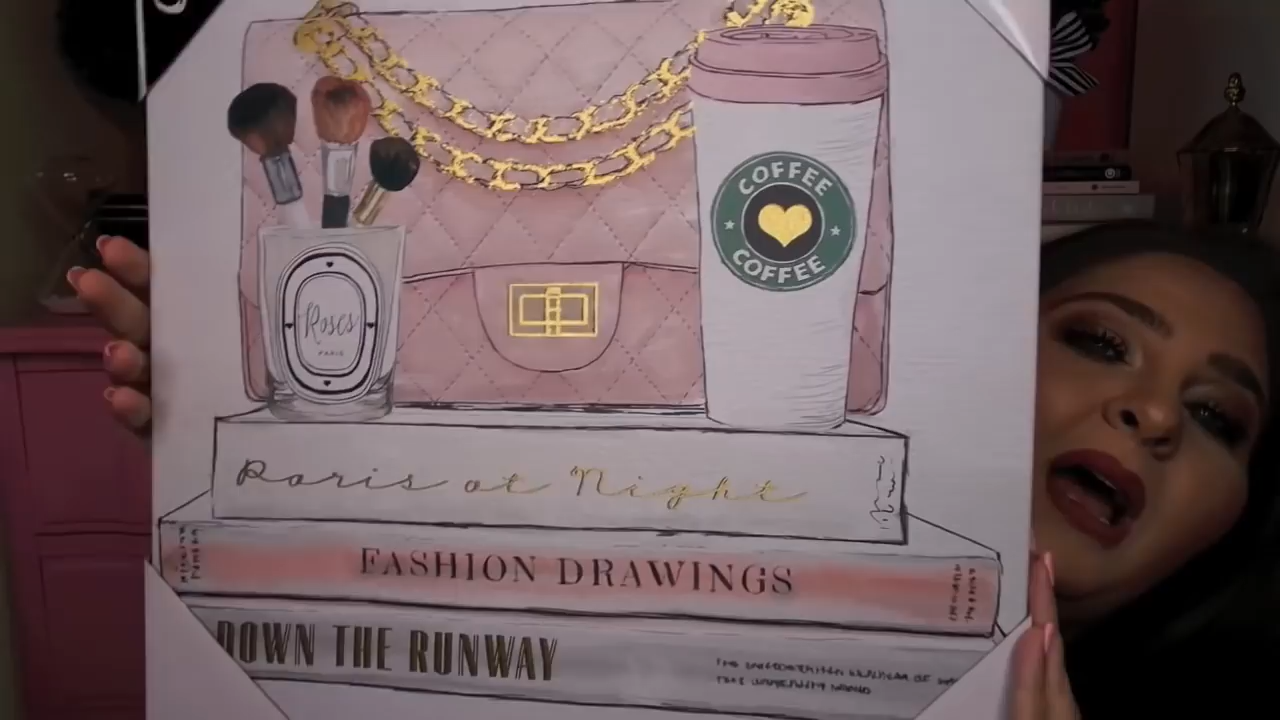 COFFEE
COFFEE
Roses
PARIS
Paris at Night
FASHION DRAWINGS
DOWN THE RUNWAY